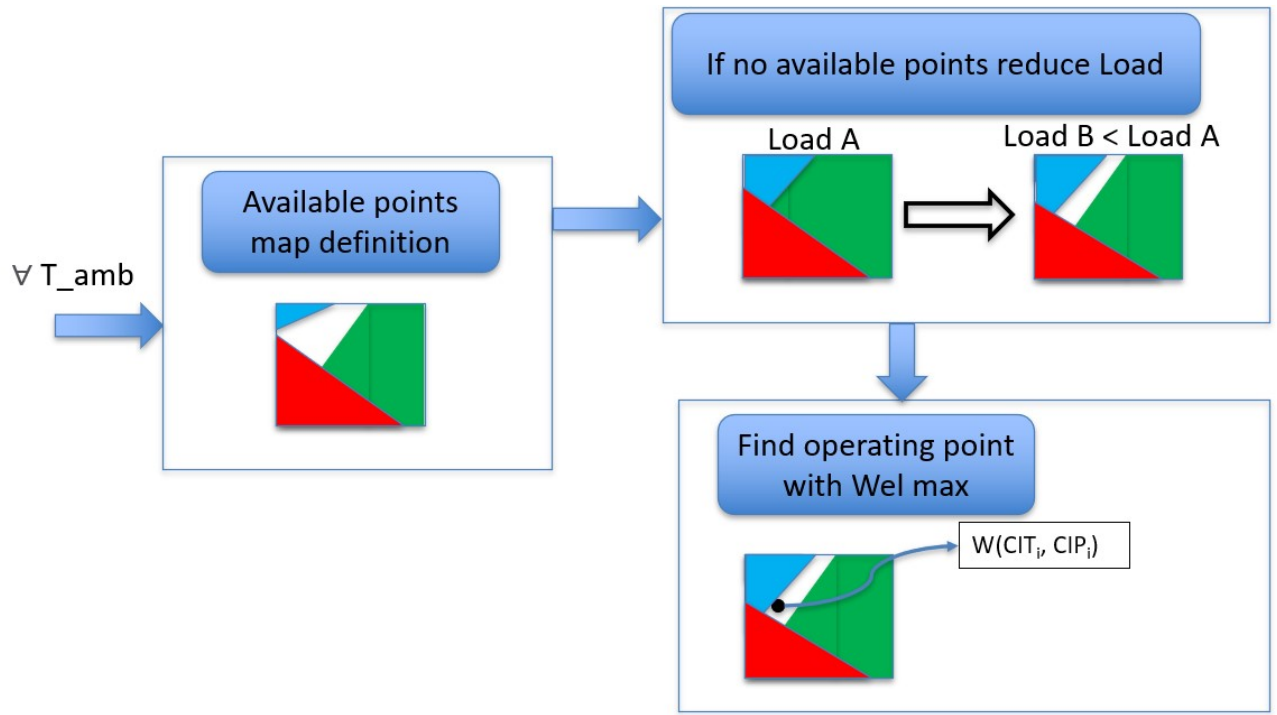 ∀ T_amb
Available points
map definition
If no available points reduce Load
Load A
Load B < Load A
Find operating point
with Wel max
W(CITᵢ, CIPᵢ)